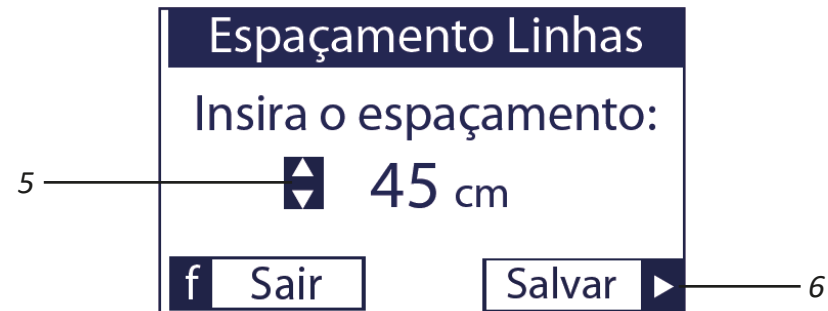 Espaçamento Linhas
Insira o espaçamento:
5 45 cm
f Sair Salvar 6